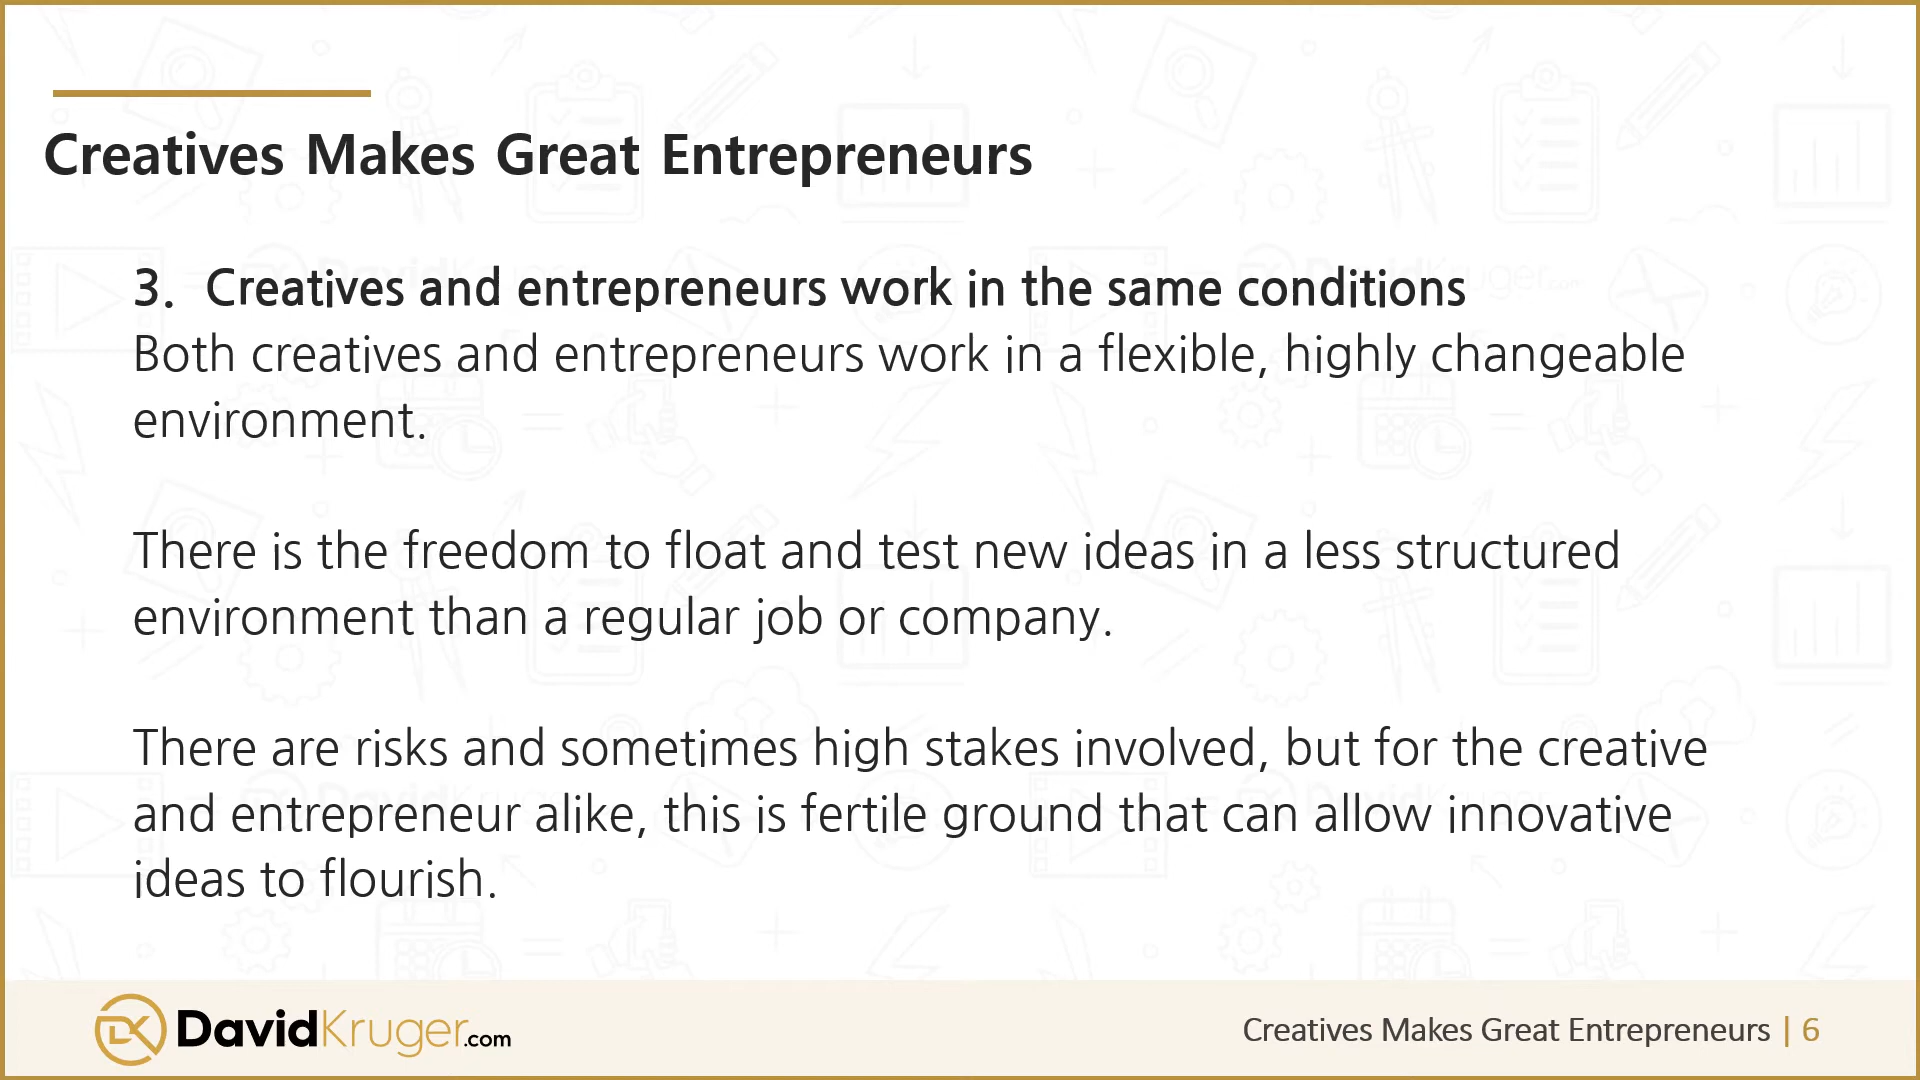 Creatives Makes Great Entrepreneurs
3. Creatives and entrepreneurs work in the same conditions
Both creatives and entrepreneurs work in a flexible, highly changeable
environment.
There is the freedom to float and test new ideas in a less structured
environment than a regular job or company.
There are risks and sometimes high stakes involved, but for the creative
and entrepreneur alike, this is fertile ground that can allow innovative
ideas to flourish.
DK DavidKruger.com
Creatives Makes Great Entrepreneurs | 6